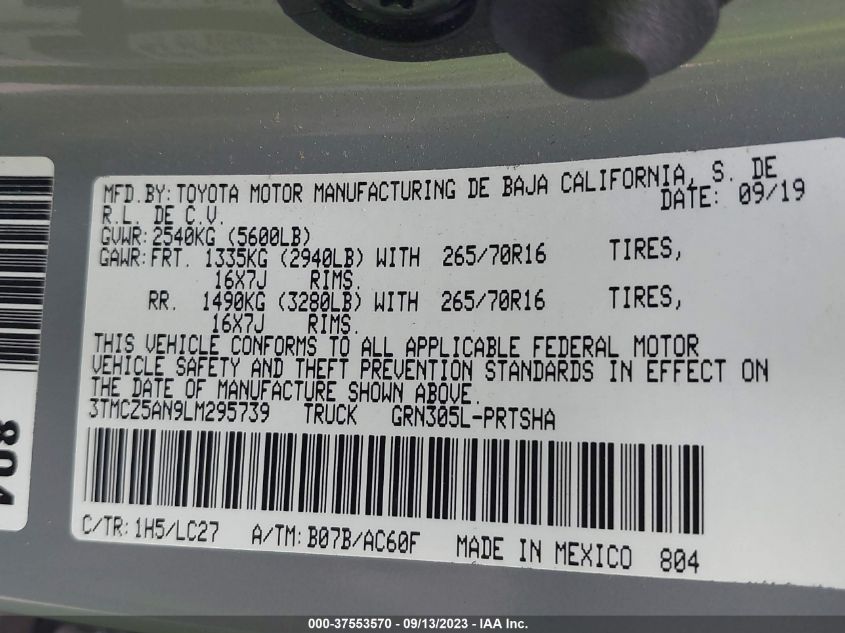 MFD.BY:TOYOTA MOTOR MANUFACTURING DE BAJA CALIFORNIA, S. DE
R.L. DE C.V. DATE: 09/19
GVWR:2540KG (5600LB)
GAWR:FRT. 1335KG (2940LB) WITH 265/70R16 TIRES,
16X7J RIMS.
RR. 1490KG (3280LB) WITH 265/70R16 TIRES,
16X7J RIMS.
THIS VEHICLE CONFORMS TO ALL APPLICABLE FEDERAL MOTOR
VEHICLE SAFETY AND THEFT PREVENTION STANDARDS IN EFFECT ON
THE DATE OF MANUFACTURE SHOWN ABOVE.
3TMCZ5AN9LM295739 TRUCK GRN305L-PRTSHA
C/TR:1H5/LC27 A/TM:B07B/AC60F MADE IN MEXICO 804
804
000-37553570 - 09/13/2023 - IAA Inc.